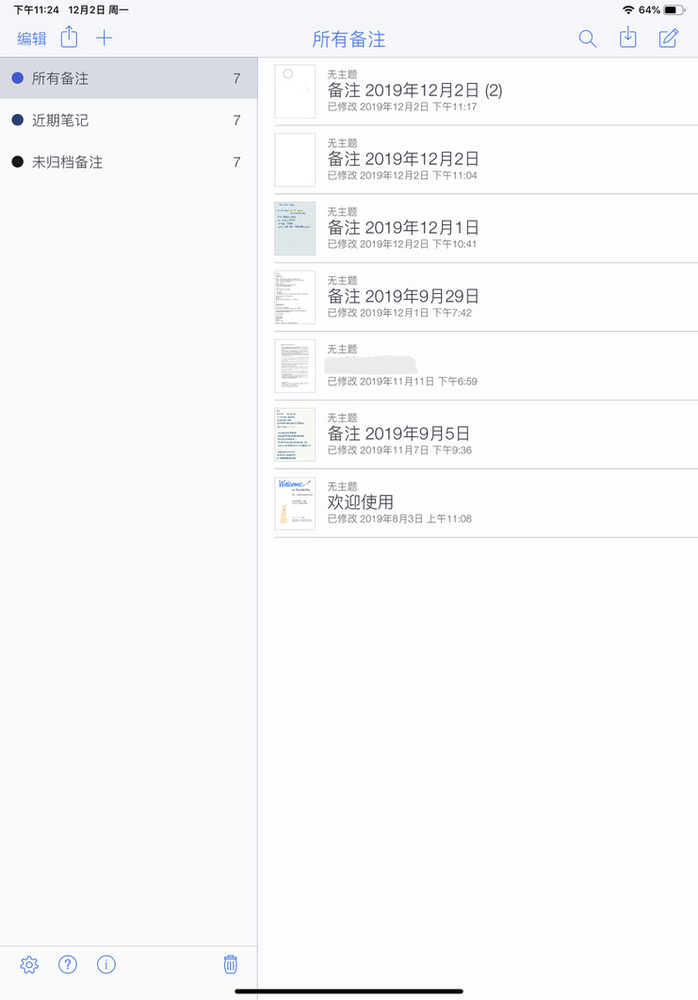 下午11:24 12月2日 周一
64%
编辑
所有备注
所有备注 7
近期笔记 7
未归档备注 7
无主题
备注 2019年12月2日 (2)
已修改 2019年12月2日 下午11:17
无主题
备注 2019年12月2日
已修改 2019年12月2日 下午11:04
无主题
备注 2019年12月1日
已修改 2019年12月2日 下午10:41
无主题
备注 2019年9月29日
已修改 2019年12月1日 下午7:42
无主题
已修改 2019年11月11日 下午6:59
无主题
备注 2019年9月5日
已修改 2019年11月7日 下午9:36
Welcome
无主题
欢迎使用
已修改 2019年8月3日 上午11:08